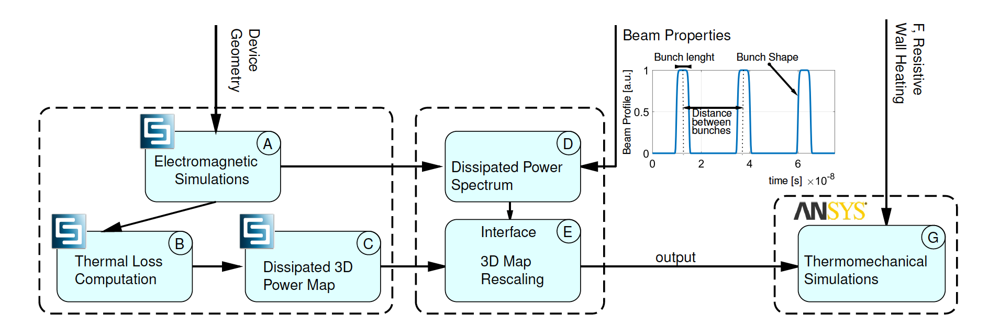 Device
Geometry
A
Electromagnetic
Simulations
B
Thermal Loss
Computation
C
Dissipated 3D
Power Map
D
Dissipated Power
Spectrum
E
Interface
3D Map
Rescaling
Beam Properties
Bunch lenght
Bunch Shape
Beam Profile [a.u.]
1
0.5
0
Distance
between
bunches
0 2 4 6
time [s] ×10-8
output
F, Resistive
Wall Heating
ANSYS
G
Thermomechanical
Simulations